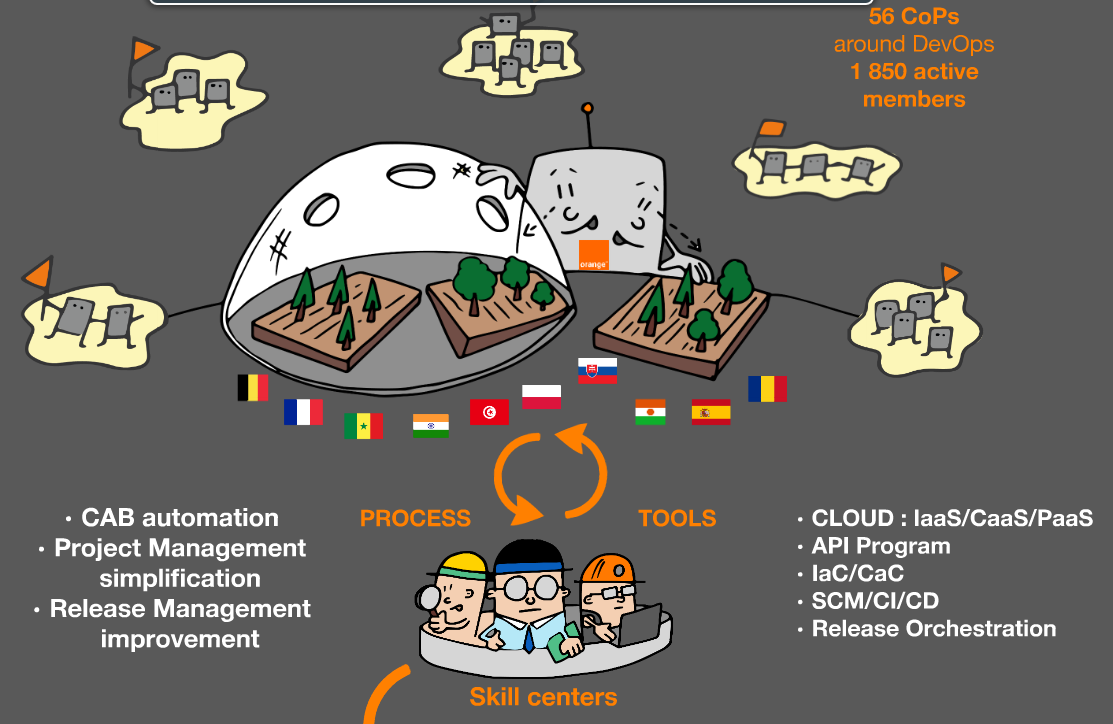 56 CoPs
around DevOps
1 850 active
members
orange™
PROCESS
TOOLS
• CAB automation
• Project Management
simplification
• Release Management
improvement
• CLOUD : IaaS/CaaS/PaaS
• API Program
• IaC/CaC
• SCM/CI/CD
• Release Orchestration
Skill centers